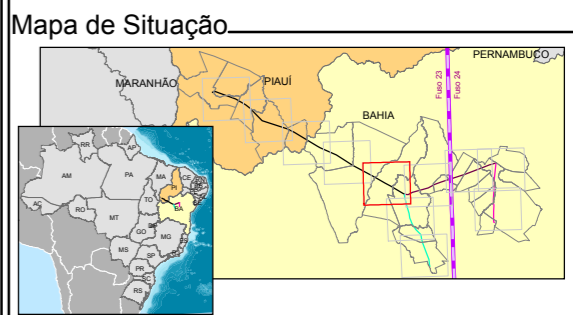 Mapa de Situação
PERNAMBUCO
MARANHÃO
PIAUÍ
Fuso 23
Fuso 24
BAHIA
RR
AP
AM
PA
MA
CE
PI
AC
RO
TO
BA
MT
GO
DF
MG
MS
SP
PR
SC
RS